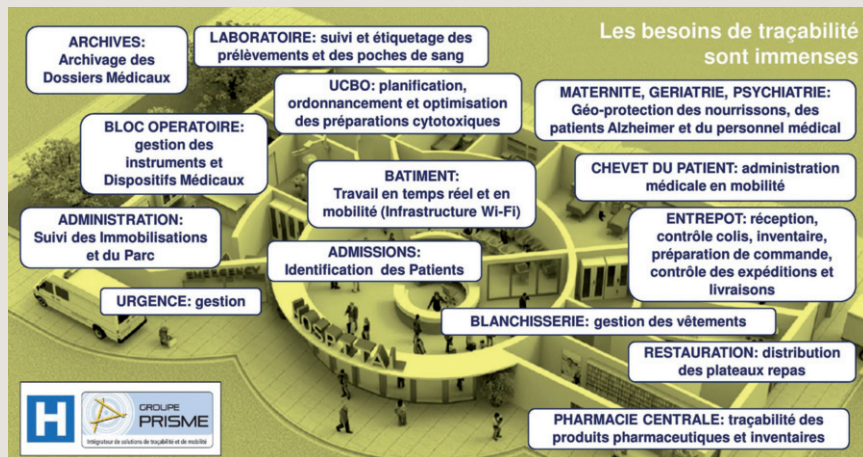 Les besoins de traçabilité
sont immenses
ARCHIVES:
Archivage des
Dossiers Médicaux
LABORATOIRE: suivi et étiquetage des
prélèvements et des poches de sang
UCBO: planification,
ordonnancement et optimisation
des préparations cytotoxiques
MATERNITE, GERIATRIE, PSYCHIATRIE:
Géo-protection des nourrissons, des
patients Alzheimer et du personnel médical
BLOC OPERATOIRE:
gestion des
instruments et
Dispositifs Médicaux
BATIMENT:
Travail en temps réel et en
mobilité (Infrastructure Wi-Fi)
CHEVET DU PATIENT: administration
médicale en mobilité
ADMINISTRATION:
Suivi des Immobilisations
et du Parc
ADMISSIONS:
Identification des Patients
ENTREPOT: réception,
contrôle colis, inventaire,
préparation de commande,
contrôle des expéditions et
livraisons
EMERGENCY
URGENCE: gestion
HOSPITAL
BLANCHISSERIE: gestion des vêtements
RESTAURATION: distribution
des plateaux repas
PHARMACIE CENTRALE: traçabilité des
produits pharmaceutiques et inventaires
H
GROUPE
PRISME
Intégrateur de solutions de traçabilité et de mobilité